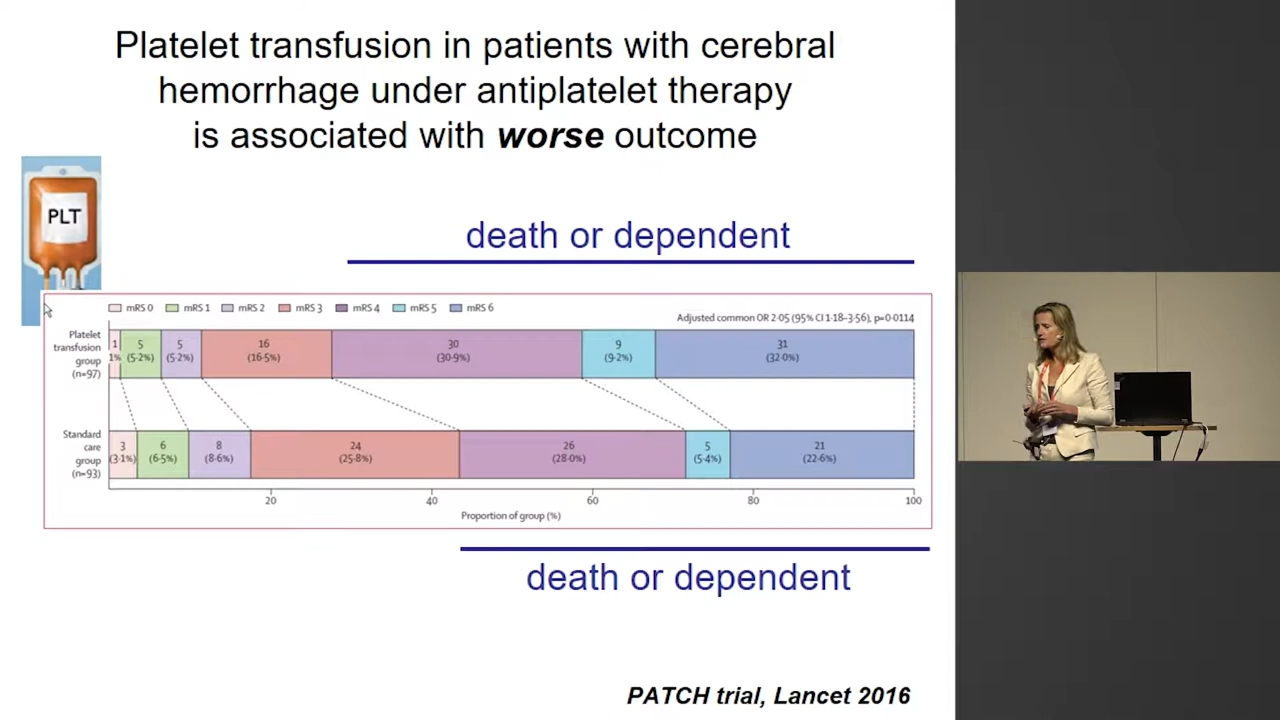 Platelet transfusion in patients with cerebral
hemorrhage under antiplatelet therapy
is associated with worse outcome
PLT
death or dependent
mRS 0 mRS 1 mRS 2 mRS 3 mRS 4 mRS 5 mRS 6
Adjusted common OR 2·05 (95% CI 1·18–3·56), p=0·0114
Platelet
transfusion
group
(n=97)
1 5 5 16 30 9 31
1% (5·2%) (5·2%) (16·5%) (30·9%) (9·2%) (32·0%)
Standard
care
group
(n=93)
3 6 8 24 26 5 21
(3·1%) (6·5%) (8·6%) (25·8%) (28·0%) (5·4%) (22·6%)
20 40 60 80 100
Proportion of group (%)
death or dependent
PATCH trial, Lancet 2016